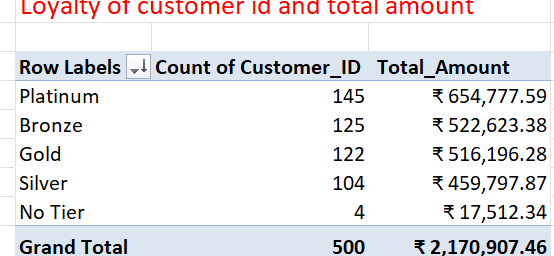 Loyalty of customer id and total amount
Row Labels Count of Customer_ID Total_Amount
Platinum 145 ₹ 654,777.59
Bronze 125 ₹ 522,623.38
Gold 122 ₹ 516,196.28
Silver 104 ₹ 459,797.87
No Tier 4 ₹ 17,512.34
Grand Total 500 ₹ 2,170,907.46